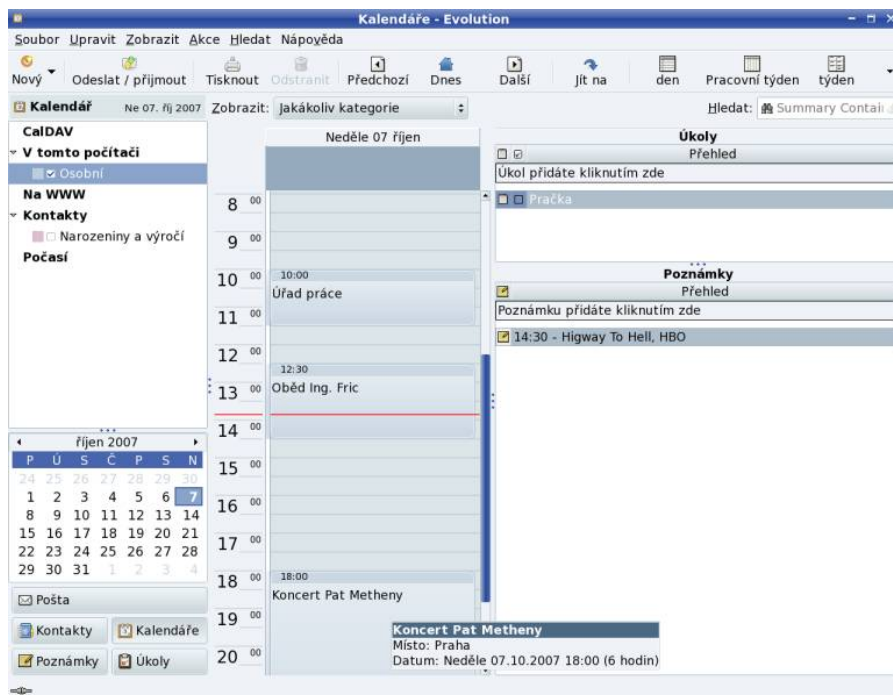 Kalendáře - Evolution
Soubor Upravit Zobrazit Akce Hledat Nápověda
Nový Odeslat / přijmout Tisknout Odstranit Předchozí Dnes Další Jít na den Pracovní týden týden
Kalendář Ne 07. říj 2007 Zobrazit: Jakákoliv kategorie Hledat: Summary Contai
CalDAV
V tomto počítači
Osobní
Na WWW
Kontakty
Narozeniny a výročí
Počasí
říjen 2007
P Ú S Č P S N
24 25 26 27 28 29 30
1 2 3 4 5 6 7
8 9 10 11 12 13 14
15 16 17 18 19 20 21
22 23 24 25 26 27 28
29 30 31 1 2 3 4
Pošta
Kontakty Kalendáře
Poznámky Úkoly
Neděle 07 říjen
8 00
9 00
10 00 10:00
Úřad práce
11 00
12 00
12:30
Oběd Ing. Fric
13 00
14 00
15 00
16 00
17 00
18 00 18:00
Koncert Pat Metheny
19 00
20 00
Koncert Pat Metheny
Místo: Praha
Datum: Neděle 07.10.2007 18:00 (6 hodin)
Úkoly
Přehled
Úkol přidáte kliknutím zde
Pračka
Poznámky
Přehled
Poznámku přidáte kliknutím zde
14:30 - Higway To Hell, HBO